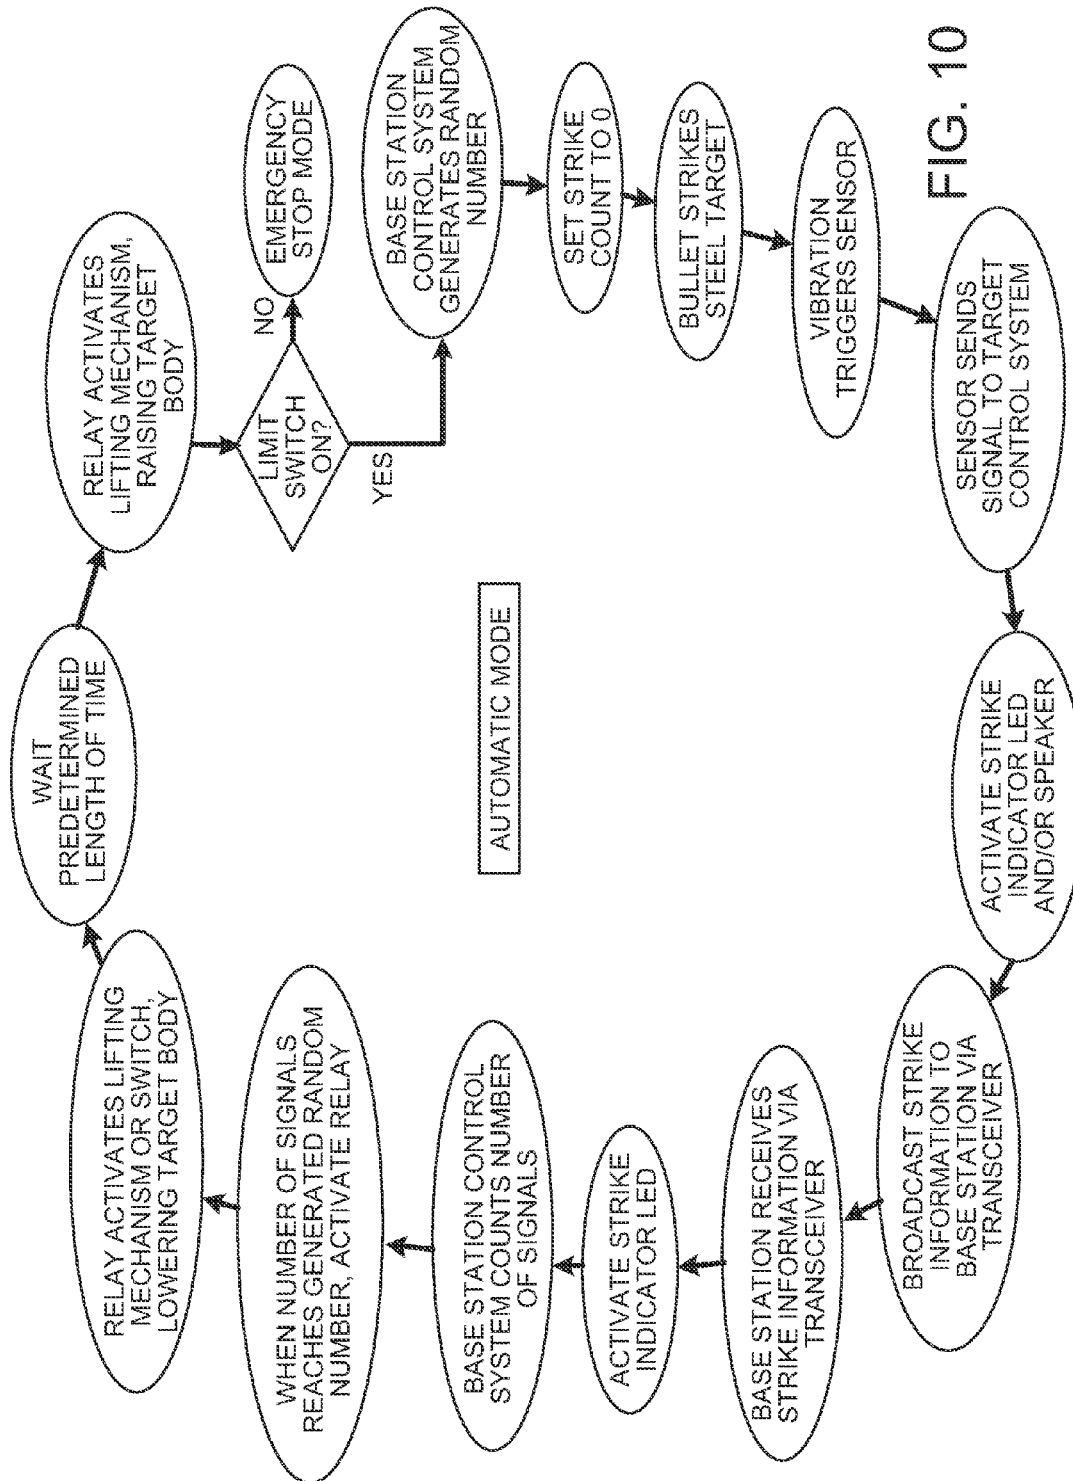 WAIT
PREDETERMINED
LENGTH OF TIME
RELAY ACTIVATES
LIFTING MECHANISM,
RAISING TARGET
BODY
LIMIT
SWITCH
ON?
NO
EMERGENCY
STOP MODE
YES
BASE STATION
CONTROL SYSTEM
GENERATES RANDOM
NUMBER
SET STRIKE
COUNT TO 0
BULLET STRIKES
STEEL TARGET
VIBRATION
TRIGGERS SENSOR
SENSOR SENDS
SIGNAL TO TARGET
CONTROL SYSTEM
ACTIVATE STRIKE
INDICATOR LED
AND/OR SPEAKER
BROADCAST STRIKE
INFORMATION TO
BASE STATION VIA
TRANSCEIVER
BASE STATION RECEIVES
STRIKE INFORMATION VIA
TRANSCEIVER
ACTIVATE STRIKE
INDICATOR LED
BASE STATION CONTROL
SYSTEM COUNTS NUMBER
OF SIGNALS
WHEN NUMBER OF SIGNALS
REACHES GENERATED RANDOM
NUMBER, ACTIVATE RELAY
RELAY ACTIVATES LIFTING
MECHANISM OR SWITCH,
LOWERING TARGET BODY
AUTOMATIC MODE
FIG. 10